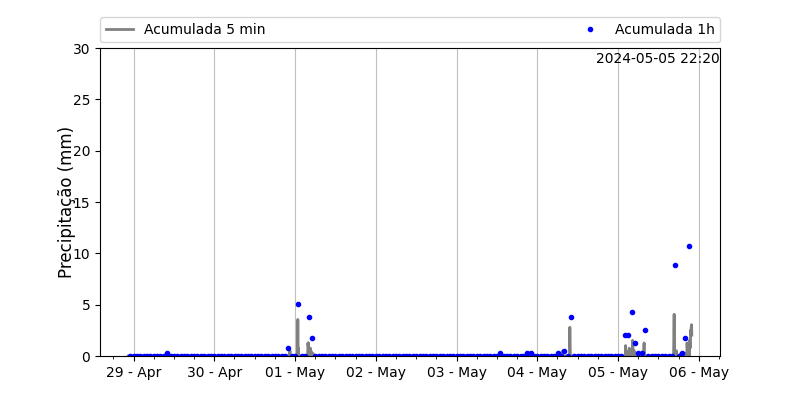 Acumulada 5 min
Acumulada 1h
2024-05-05 22:20
Precipitação (mm)
30
25
20
15
10
5
0
29 - Apr
30 - Apr
01 - May
02 - May
03 - May
04 - May
05 - May
06 - May